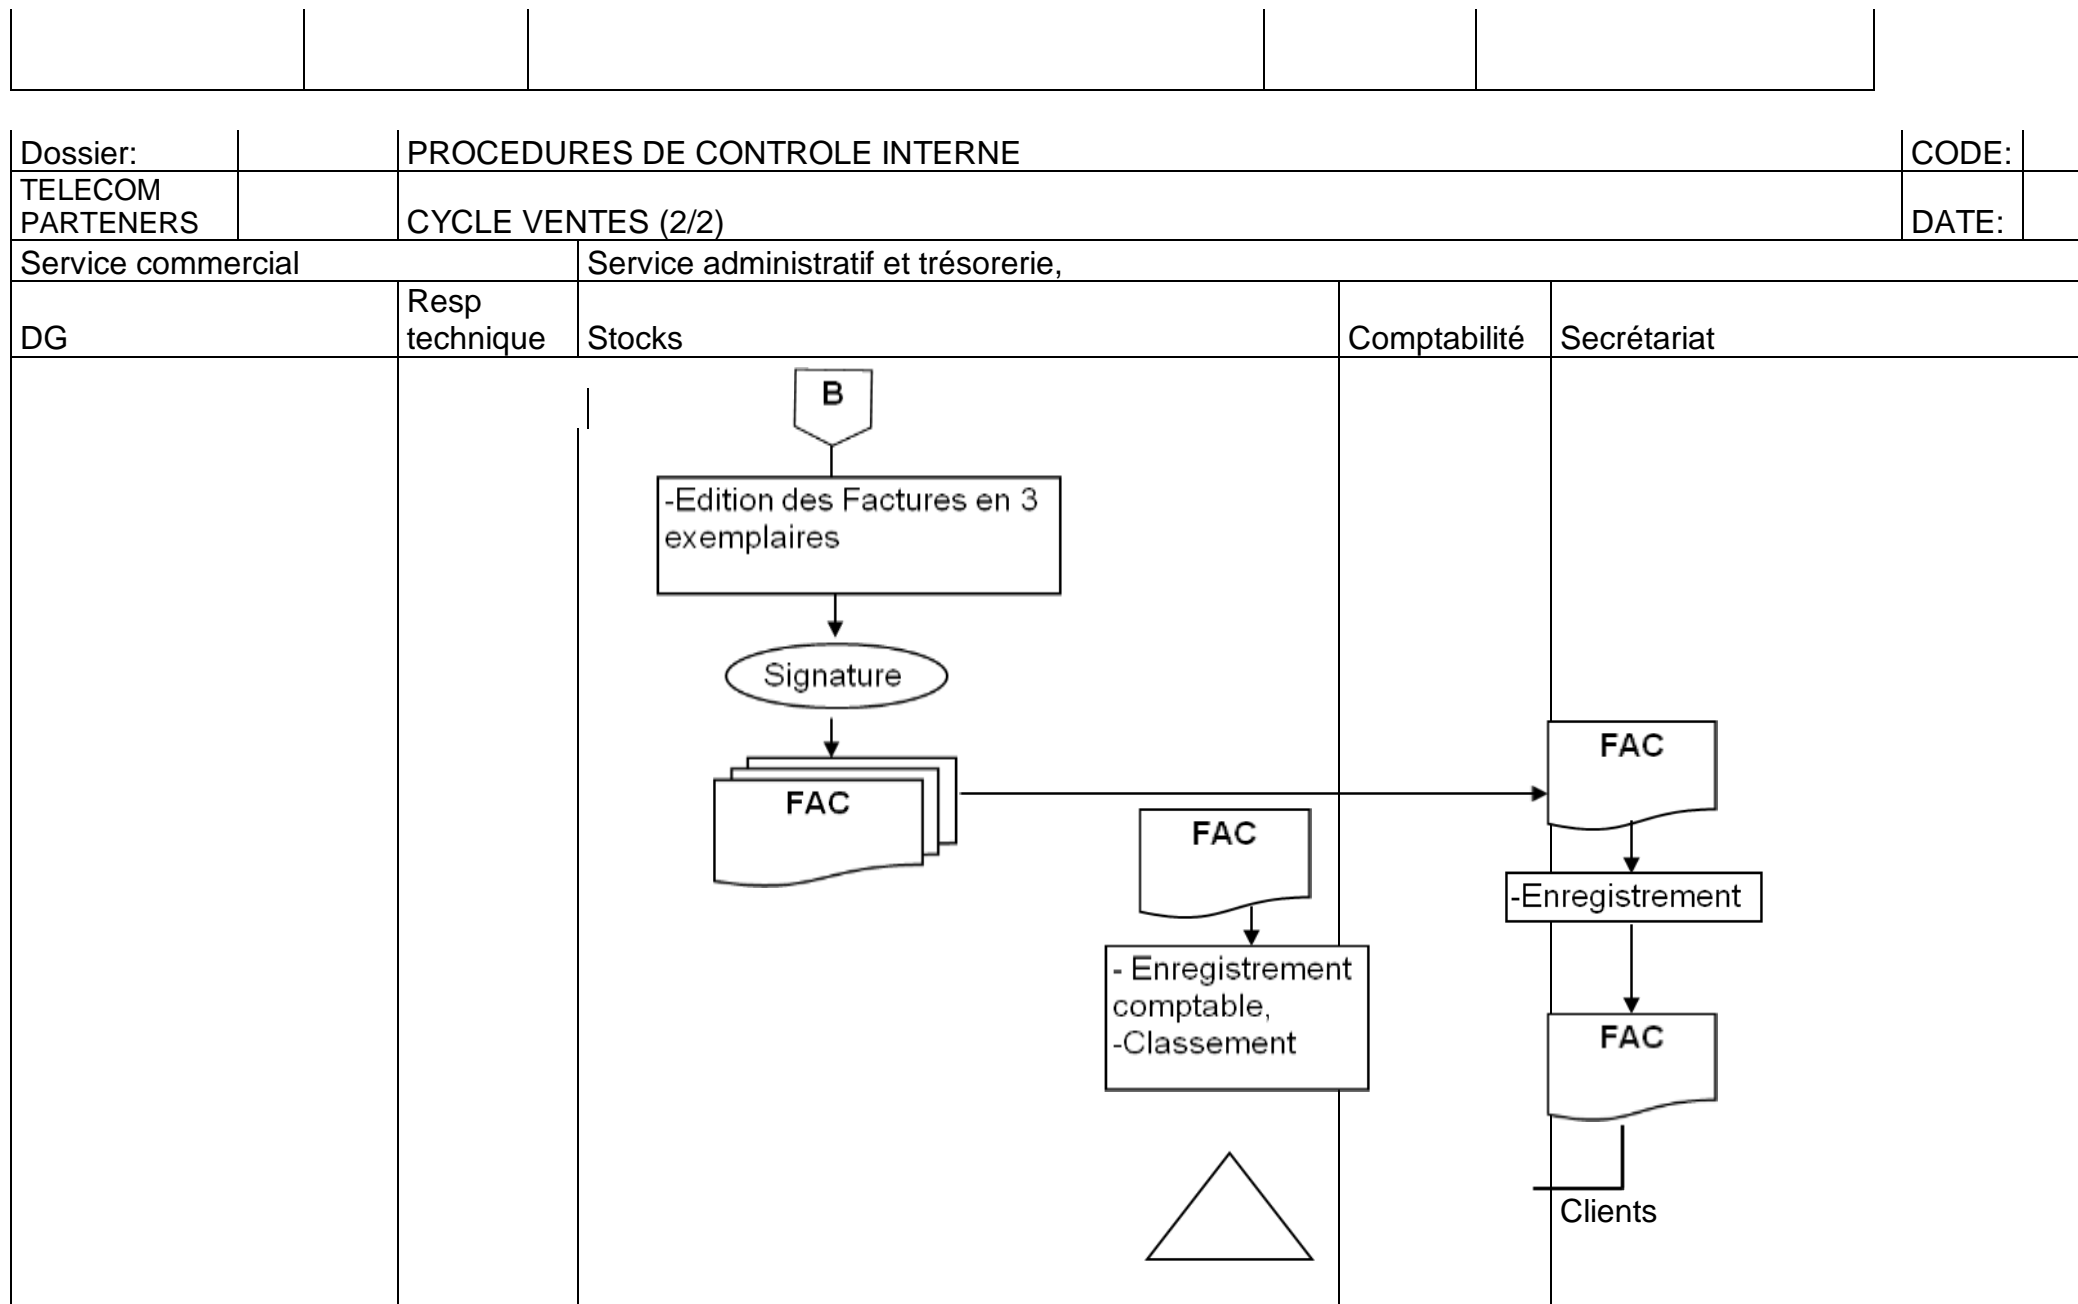 Dossier: PROCEDURES DE CONTROLE INTERNE CODE:
TELECOM
PARTENERS CYCLE VENTES (2/2) DATE:
Service commercial Service administratif et trésorerie,
Resp
DG technique Stocks Comptabilité Secrétariat
B
-Edition des Factures en 3
exemplaires
Signature
FAC
FAC
FAC
-Enregistrement
- Enregistrement
comptable,
-Classement
FAC
Clients